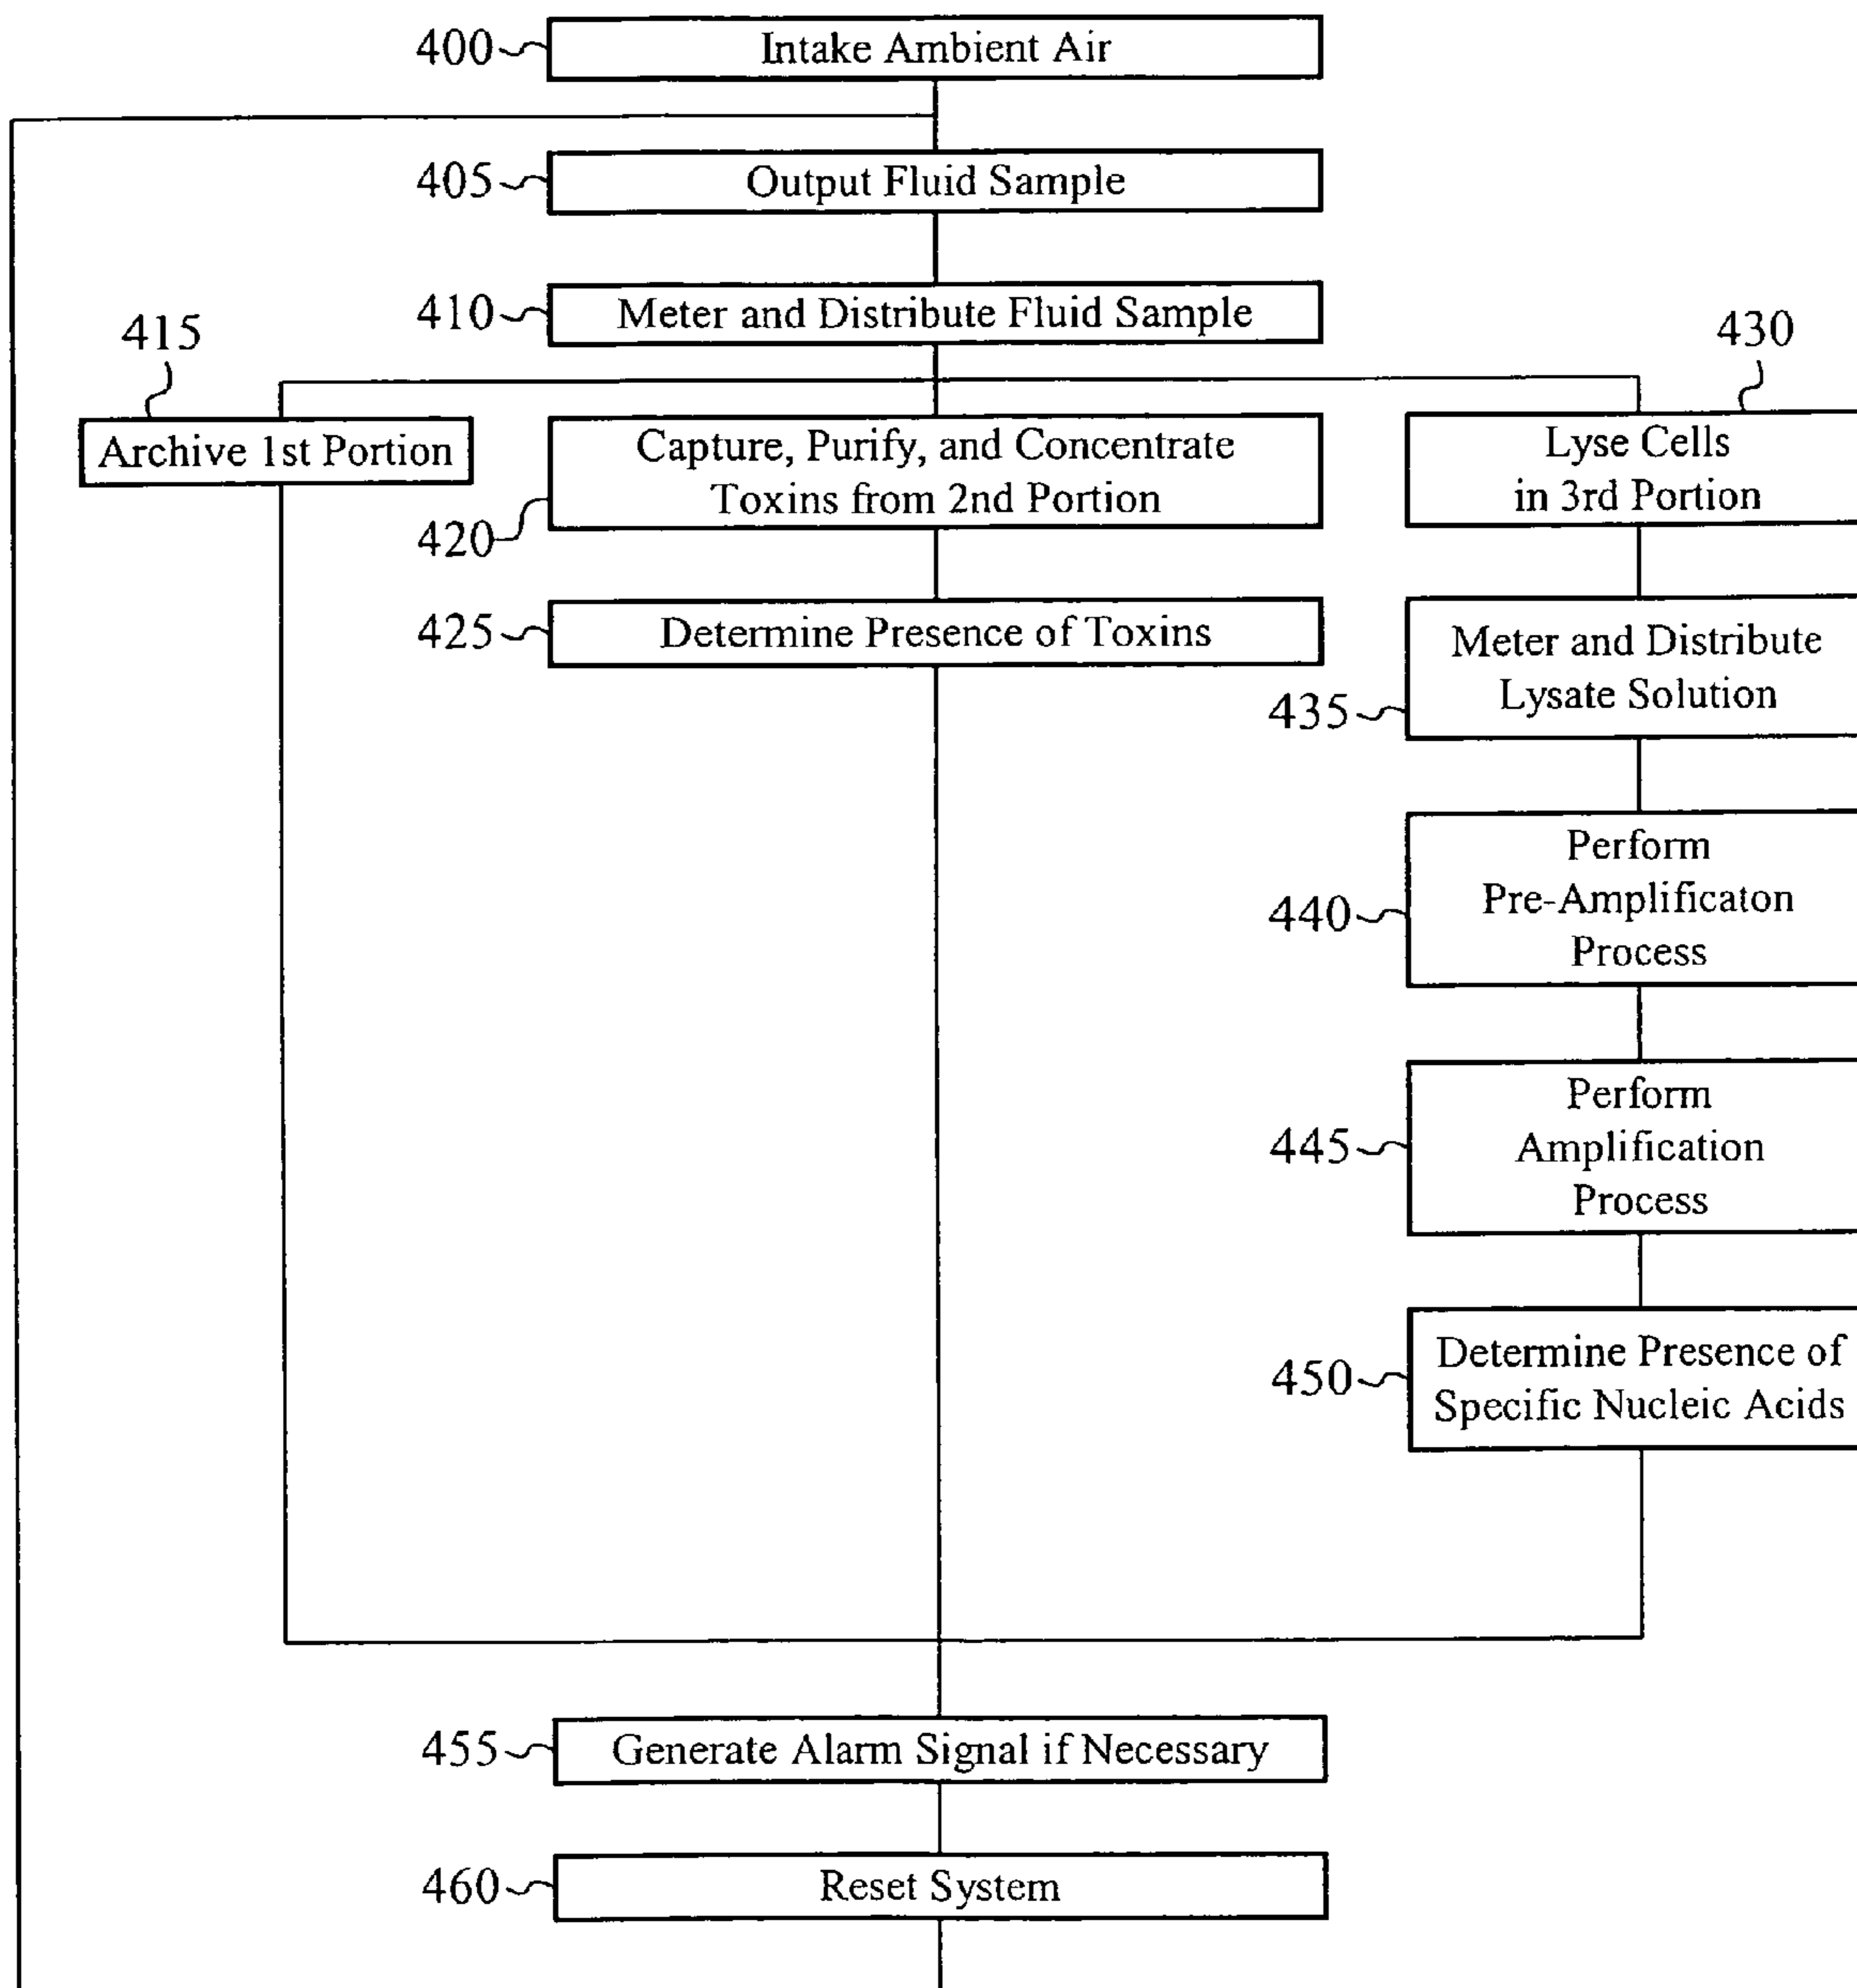 400
Intake Ambient Air
405
Output Fluid Sample
410
Meter and Distribute Fluid Sample
415
Archive 1st Portion
420
Capture, Purify, and Concentrate
Toxins from 2nd Portion
425
Determine Presence of Toxins
430
Lyse Cells
in 3rd Portion
435
Meter and Distribute
Lysate Solution
440
Perform
Pre-Amplificaton
Process
445
Perform
Amplification
Process
450
Determine Presence of
Specific Nucleic Acids
455
Generate Alarm Signal if Necessary
460
Reset System